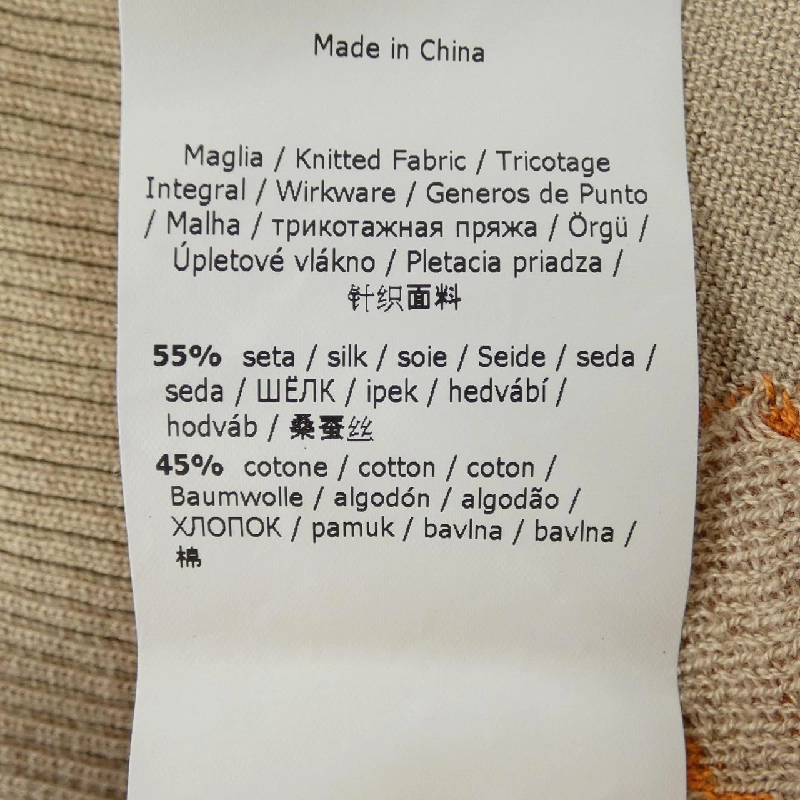 Made in China
Maglia / Knitted Fabric / Tricotage
Integral / Wirkware / Generos de Punto
/ Malha / трикотажная пряжа / Örgü /
Úpletové vlákno / Pletacia priadza /
针织面料
55% seta / silk / soie / Seide / seda /
seda / ШЁЛК / ipek / hedvábí /
hodváb / 桑蚕丝
45% cotone / cotton / coton /
Baumwolle / algodón / algodão /
ХЛОПОК / pamuk / bavlna / bavlna /
棉